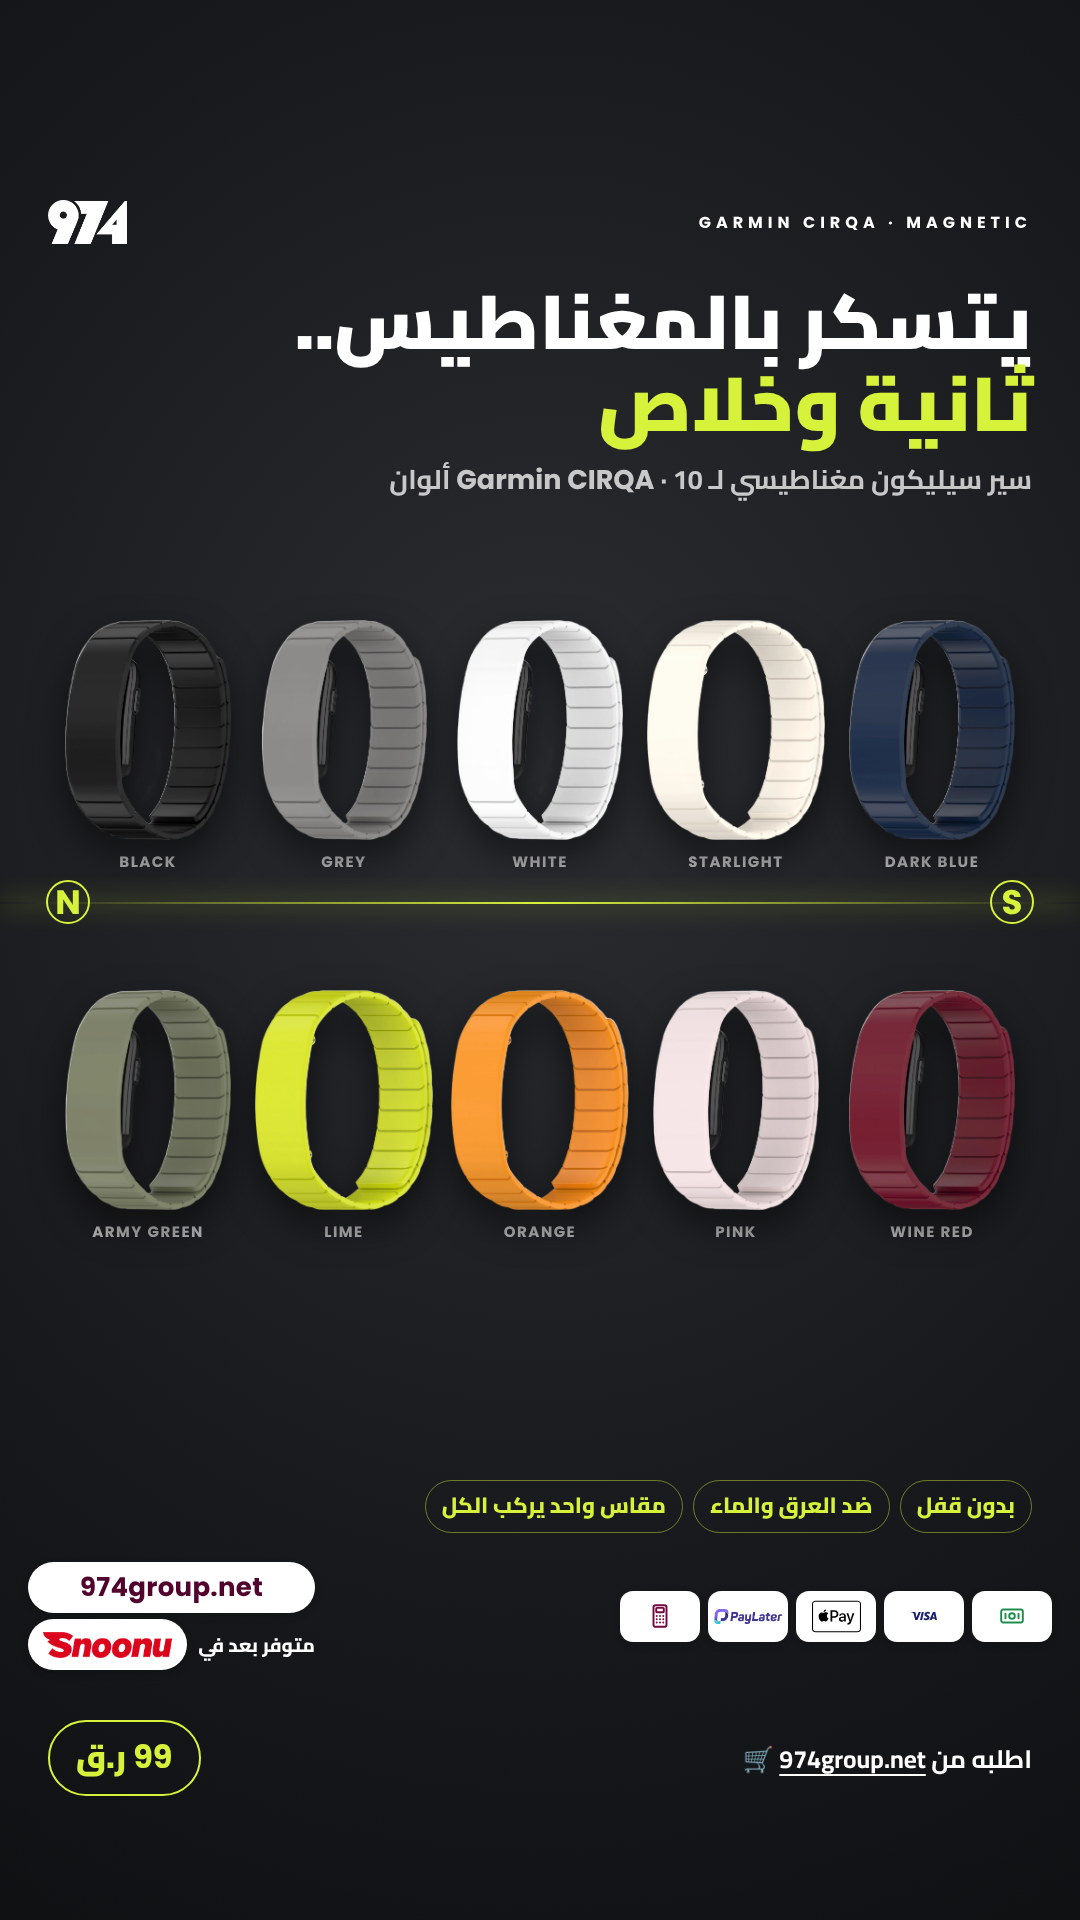 974
GARMIN CIRQA · MAGNETIC
يتسكر بالمغناطيس..
ثانية وخلاص
سير سيليكون مغناطيسي لـ Garmin CIRQA · 10 ألوان
BLACK
GREY
WHITE
STARLIGHT
DARK BLUE
N
S
ARMY GREEN
LIME
ORANGE
PINK
WINE RED
بدون قفل
ضد العرق والماء
مقاس واحد يركب الكل
974group.net
متوفر بعد في Snoonu
PayLater
Pay
VISA
99 ر.ق
اطلبه من 974group.net 🛒